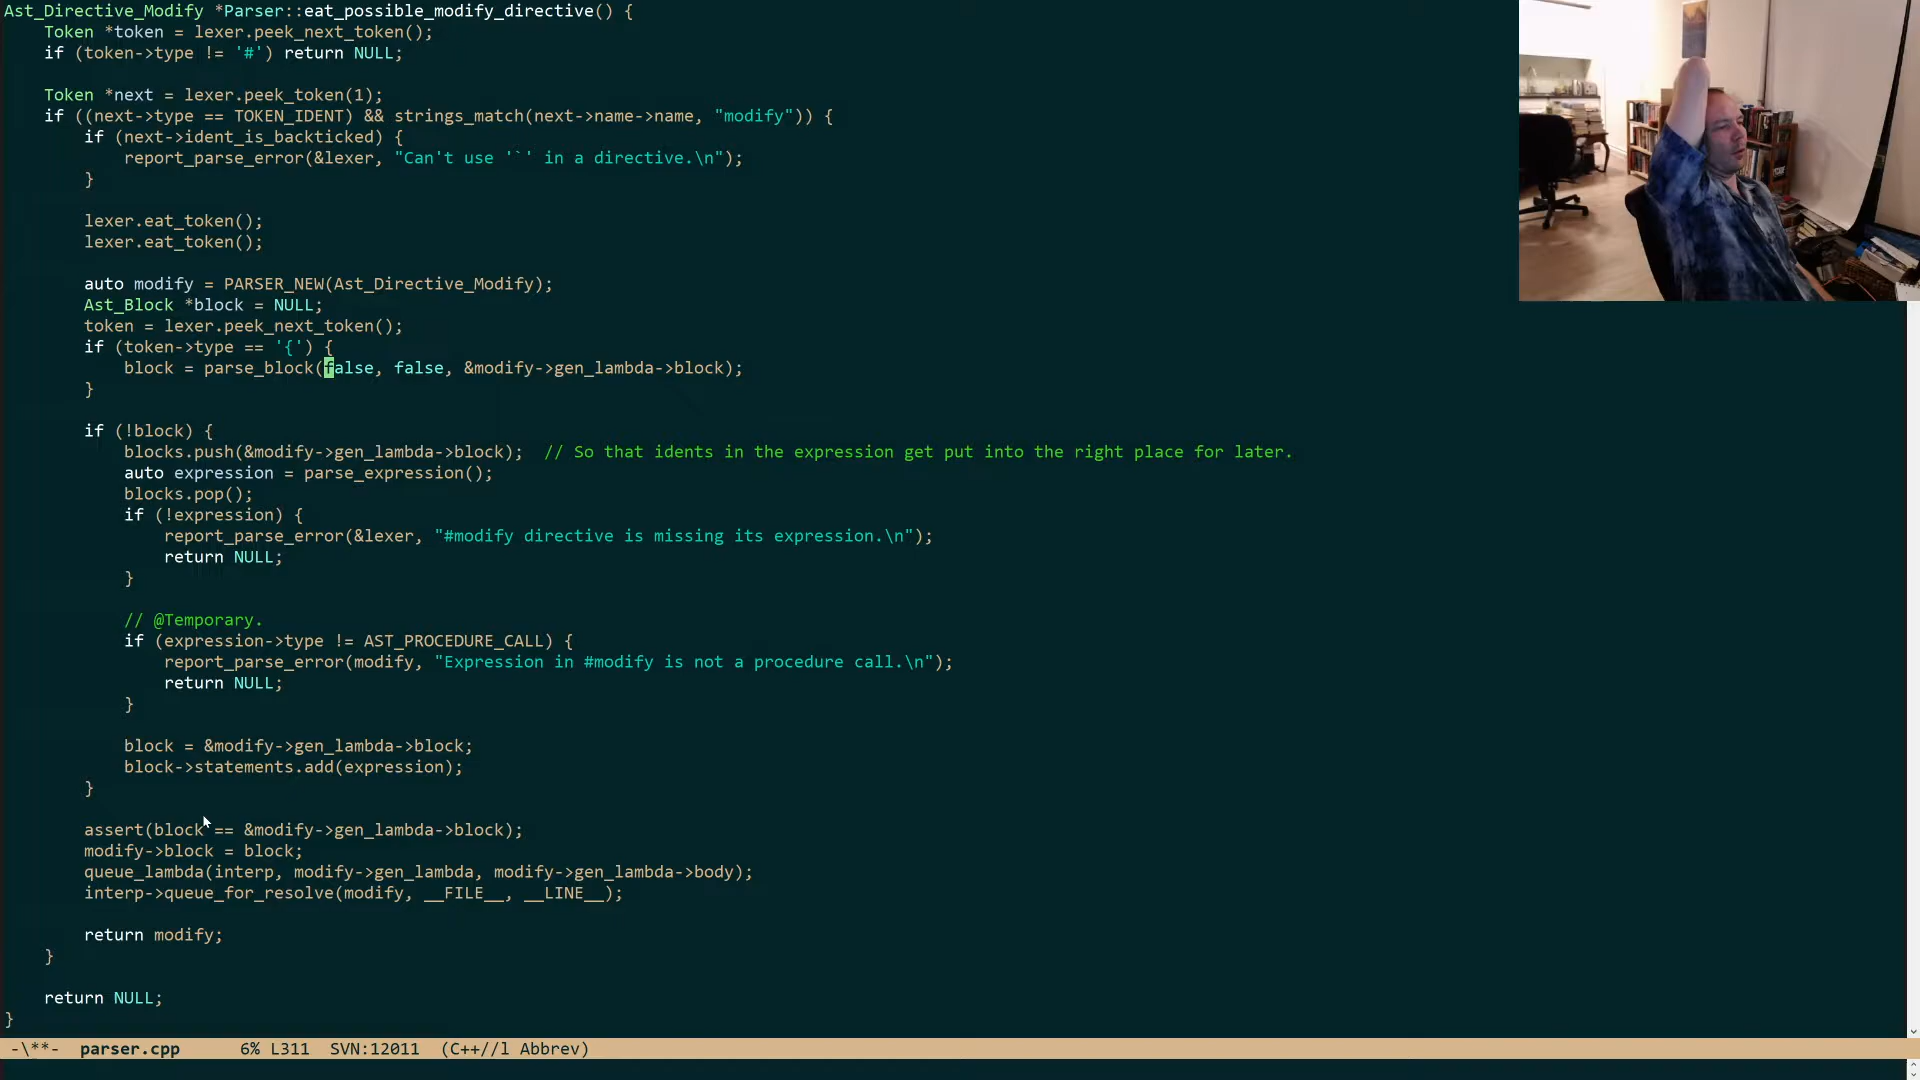 Ast_Directive_Modify *Parser::eat_possible_modify_directive() {
    Token *token = lexer.peek_next_token();
    if (token->type != '#') return NULL;

    Token *next = lexer.peek_token(1);
    if ((next->type == TOKEN_IDENT) && strings_match(next->name->name, "modify")) {
        if (next->ident_is_backticked) {
            report_parse_error(&lexer, "Can't use '`' in a directive.\n");
        }

        lexer.eat_token();
        lexer.eat_token();

        auto modify = PARSER_NEW(Ast_Directive_Modify);
        Ast_Block *block = NULL;
        token = lexer.peek_next_token();
        if (token->type == '{') {
            block = parse_block(false, false, &modify->gen_lambda->block);
        }

        if (!block) {
            blocks.push(&modify->gen_lambda->block);  // So that idents in the expression get put into the right place for later.
            auto expression = parse_expression();
            blocks.pop();
            if (!expression) {
                report_parse_error(&lexer, "#modify directive is missing its expression.\n");
                return NULL;
            }

            // @Temporary.
            if (expression->type != AST_PROCEDURE_CALL) {
                report_parse_error(modify, "Expression in #modify is not a procedure call.\n");
                return NULL;
            }

            block = &modify->gen_lambda->block;
            block->statements.add(expression);
        }

        assert(block == &modify->gen_lambda->block);
        modify->block = block;
        queue_lambda(interp, modify->gen_lambda, modify->gen_lambda->body);
        interp->queue_for_resolve(modify, __FILE__, __LINE__);

        return modify;
    }

    return NULL;
}
-\**-  parser.cpp      6% L311  SVN:12011  (C++//l Abbrev)